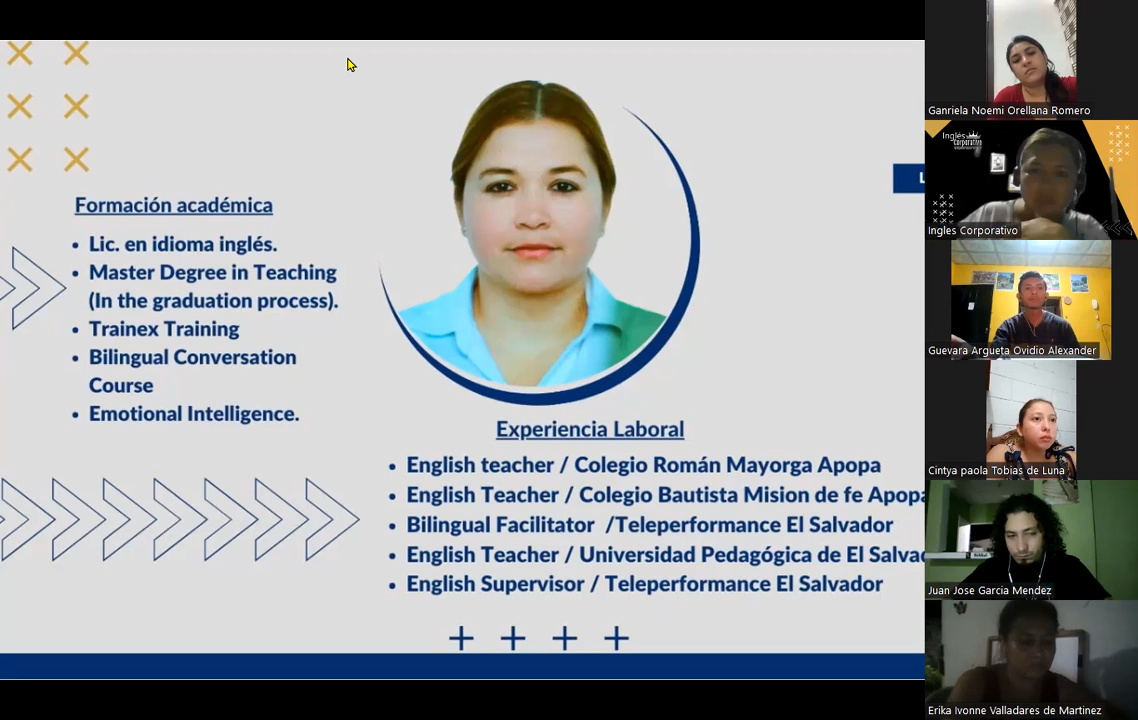 Formación académica
Lic. en idioma inglés.
Master Degree in Teaching
(In the graduation process).
Trainex Training
Bilingual Conversation
Course
Emotional Intelligence.
L
Experiencia Laboral
English teacher / Colegio Román Mayorga Apopa
English Teacher / Colegio Bautista Mision de fe Apopa
Bilingual Facilitator /Teleperformance El Salvador
English Teacher / Universidad Pedagógica de El Salvad
English Supervisor / Teleperformance El Salvador
Ganriela Noemi Orellana Romero
Inglés
Corporativo
Ingles Corporativo
Guevara Argueta Ovidio Alexander
Cintya paola Tobias de Luna
Juan Jose Garcia Mendez
Erika Ivonne Valladares de Martinez